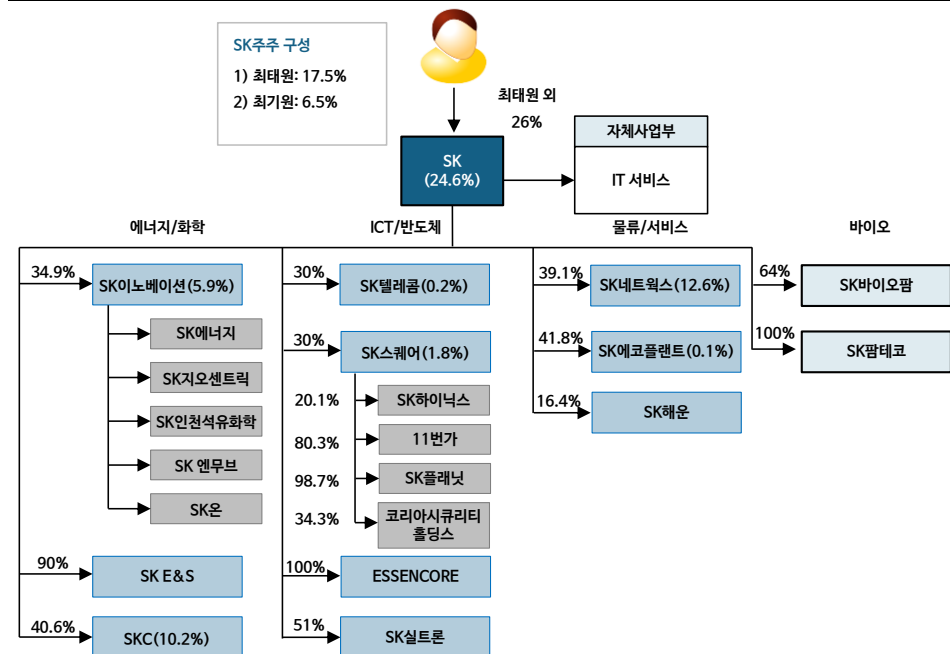 SK주주 구성
1) 최태원: 17.5%
2) 최기원: 6.5%
최태원 외
26%
SK
(24.6%)
자체사업부
IT 서비스
에너지/화학
ICT/반도체
물류/서비스
바이오
34.9%
SK이노베이션(5.9%)
SK에너지
SK지오센트릭
SK인천석유화학
SK 엔무브
SK온
90%
SK E&S
40.6%
SKC(10.2%)
30%
SK텔레콤(0.2%)
30%
SK스퀘어(1.8%)
20.1%
SK하이닉스
80.3%
11번가
98.7%
SK플래닛
34.3%
코리아시큐리티
홀딩스
100%
ESSENCORE
51%
SK실트론
39.1%
SK네트웍스(12.6%)
41.8%
SK에코플랜트(0.1%)
16.4%
SK해운
64%
SK바이오팜
100%
SK팜테코